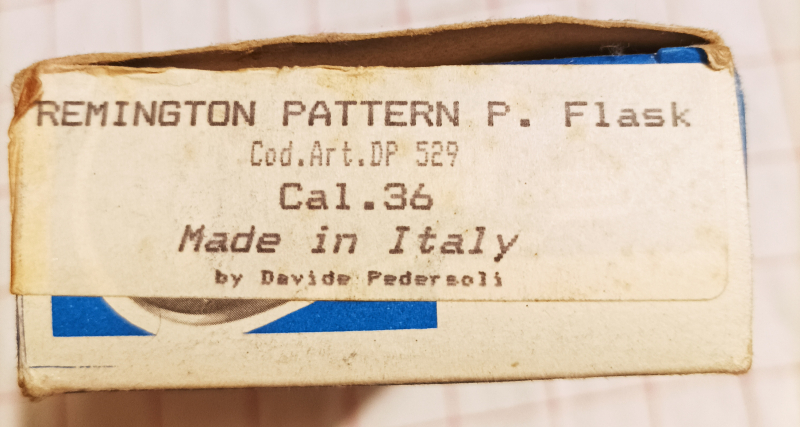 REMINGTON PATTERN P. Flask
Cod.Art.DP 529
Cal.36
Made in Italy
by Davide Pedersoli